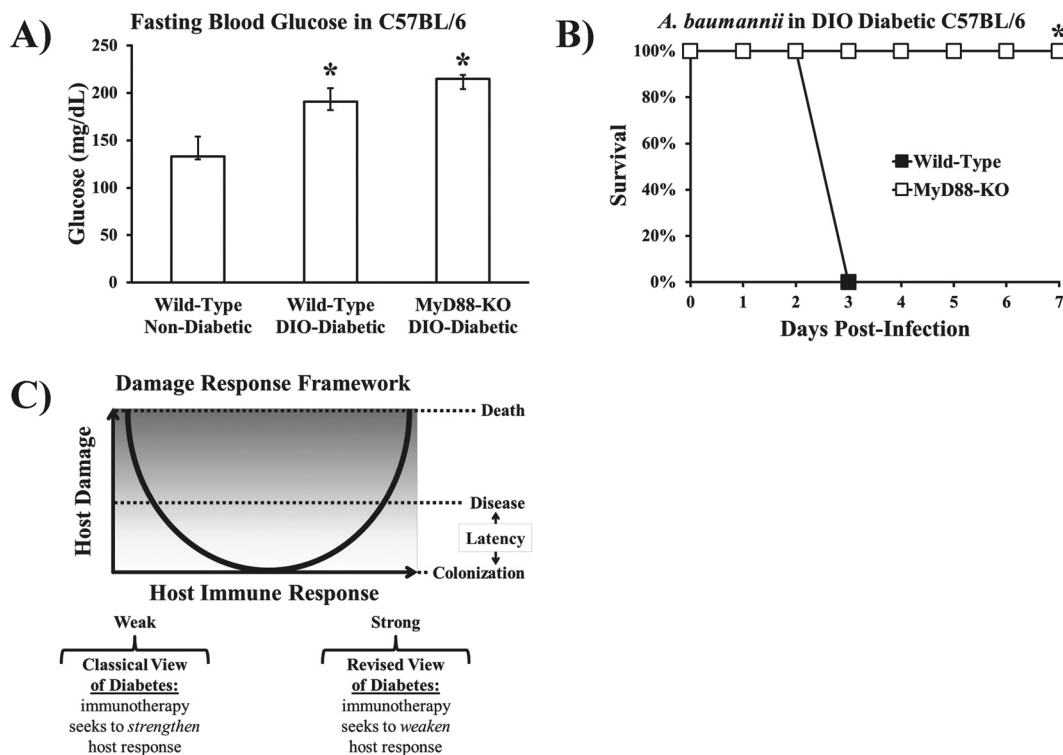 A)
Fasting Blood Glucose in C57BL/6
250
200
150
100
50
0
Glucose (mg/dL)
*
*
Wild-Type
Non-Diabetic
Wild-Type
DIO-Diabetic
MyD88-KO
DIO-Diabetic
B)
A. baumannii in DIO Diabetic C57BL/6
*
100%
80%
60%
40%
20%
0%
Survival
Wild-Type
MyD88-KO
0 1 2 3 4 5 6 7
Days Post-Infection
C)
Damage Response Framework
Host Damage
Death
Disease
Latency
Colonization
Host Immune Response
Weak
Classical View
of Diabetes:
immunotherapy
seeks to strengthen
host response
Strong
Revised View
of Diabetes:
immunotherapy
seeks to weaken
host response